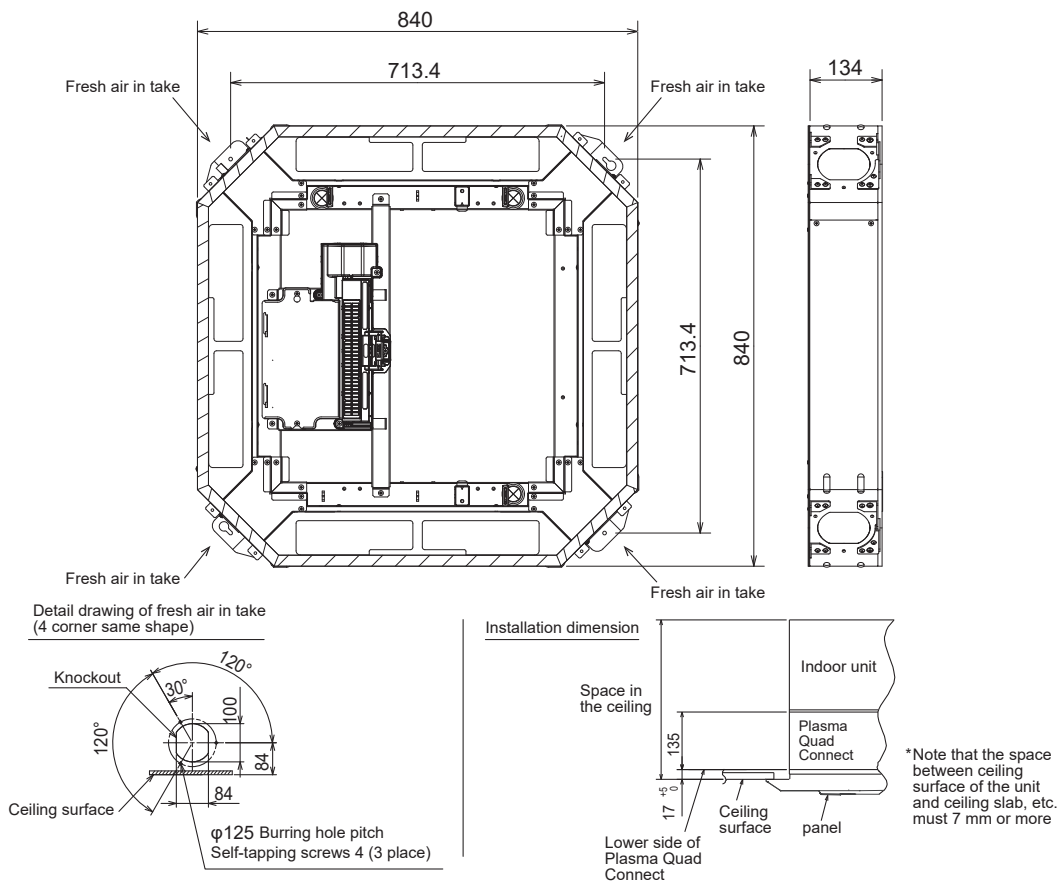 840
713.4
134
Fresh air in take
Fresh air in take
713.4
840
Fresh air in take
Fresh air in take
Detail drawing of fresh air in take
(4 corner same shape)
Knockout
120°
30°
100
120°
84
84
Ceiling surface
φ125 Burring hole pitch
Self-tapping screws 4 (3 place)
Installation dimension
Indoor unit
Space in
the ceiling
135
Plasma
Quad
Connect
17 +5 0
Ceiling
surface
panel
Lower side of
Plasma Quad
Connect
*Note that the space
between ceiling
surface of the unit
and ceiling slab, etc.
must 7 mm or more